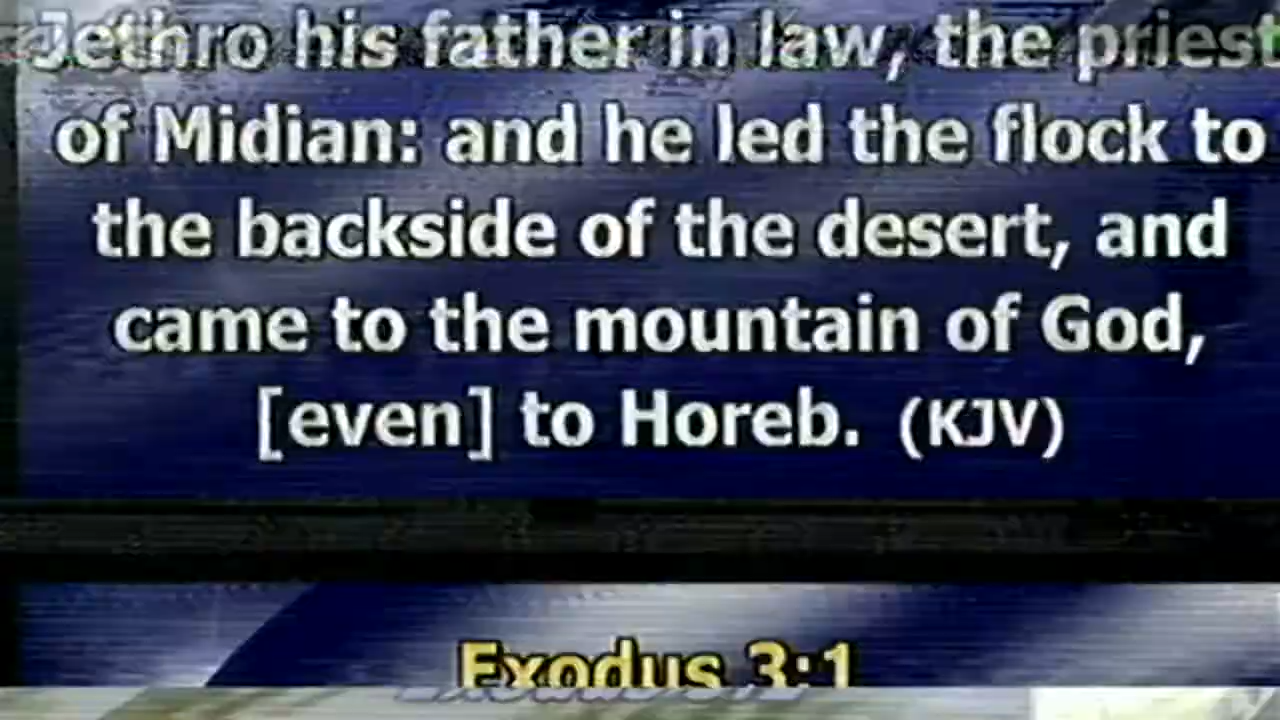 Jethro his father in law, the priest
of Midian: and he led the flock to
the backside of the desert, and
came to the mountain of God,
[even] to Horeb. (KJV)
Exodus 3:1